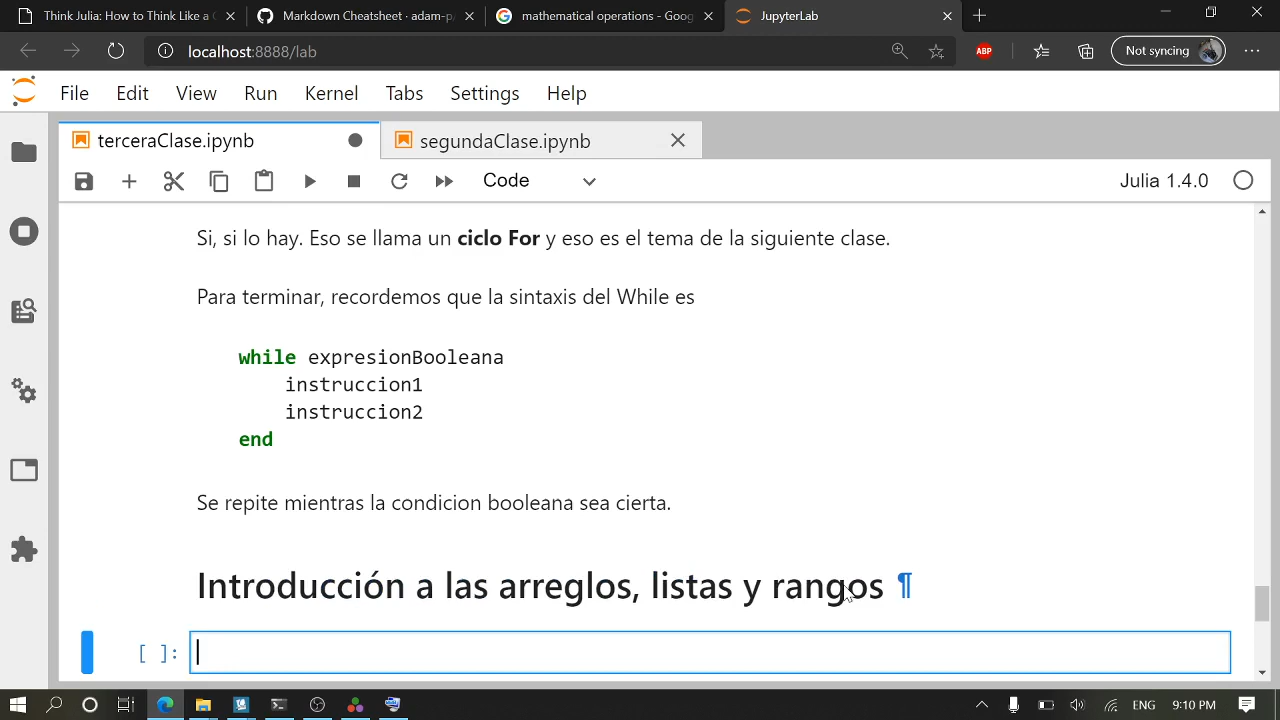 Think Julia: How to Think Like a C
Markdown Cheatsheet · adam-p/
mathematical operations - Goog
JupyterLab
localhost:8888/lab
ABP
Not syncing
File Edit View Run Kernel Tabs Settings Help
terceraClase.ipynb
segundaClase.ipynb
Code
Julia 1.4.0
Si, si lo hay. Eso se llama un ciclo For y eso es el tema de la siguiente clase.
Para terminar, recordemos que la sintaxis del While es
while expresionBooleana
instruccion1
instruccion2
end
Se repite mientras la condicion booleana sea cierta.
Introducción a las arreglos, listas y rangos ¶
[ ]:
ENG 9:10 PM